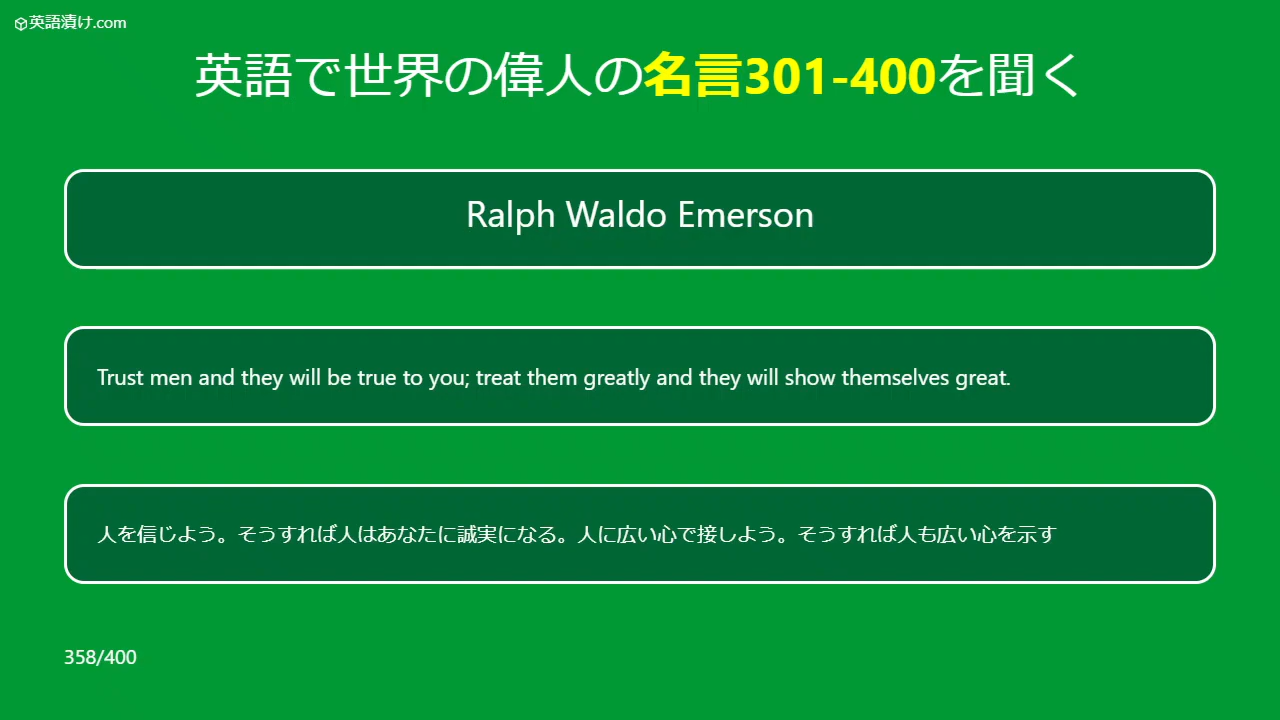 英語漬け.com
英語で世界の偉人の名言301-400を聞く
Ralph Waldo Emerson
Trust men and they will be true to you; treat them greatly and they will show themselves great.
人を信じよう。そうすれば人はあなたに誠実になる。人に広い心で接しよう。そうすれば人も広い心を示す
358/400